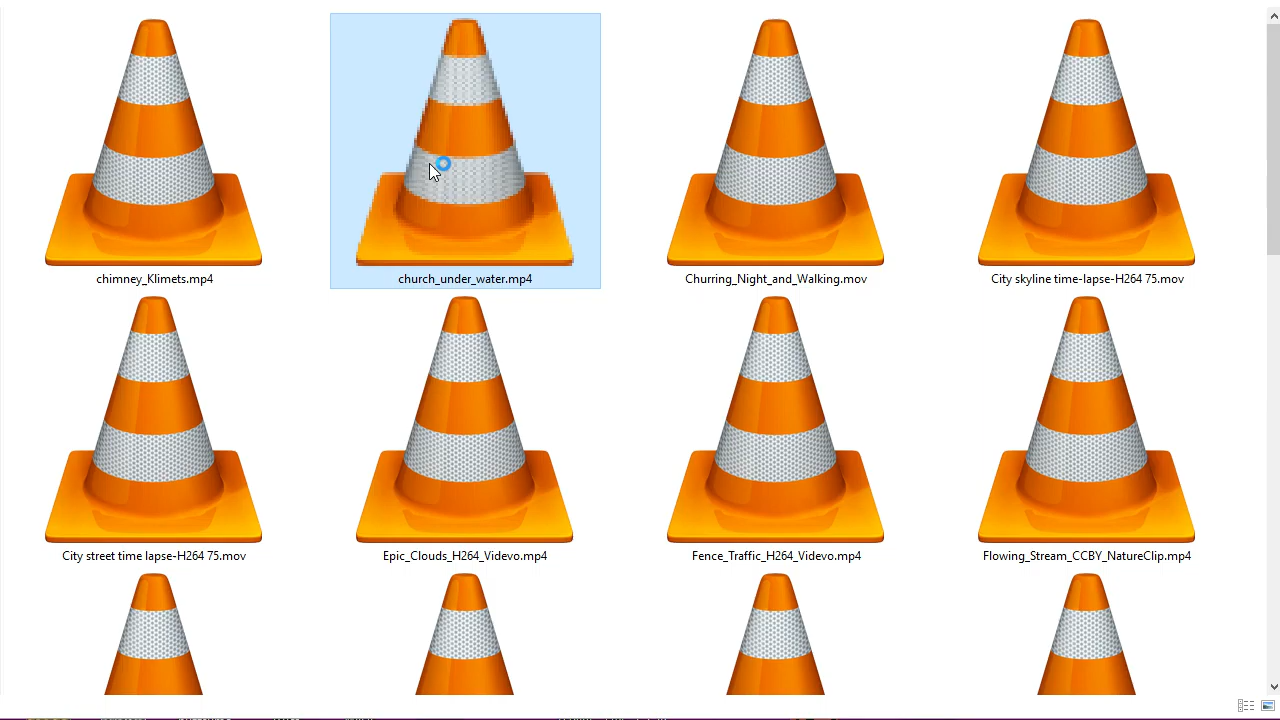 chimney_Klimets.mp4
church_under_water.mp4
Churring_Night_and_Walking.mov
City skyline time-lapse-H264 75.mov
City street time lapse-H264 75.mov
Epic_Clouds_H264_Videvo.mp4
Fence_Traffic_H264_Videvo.mp4
Flowing_Stream_CCBY_NatureClip.mp4